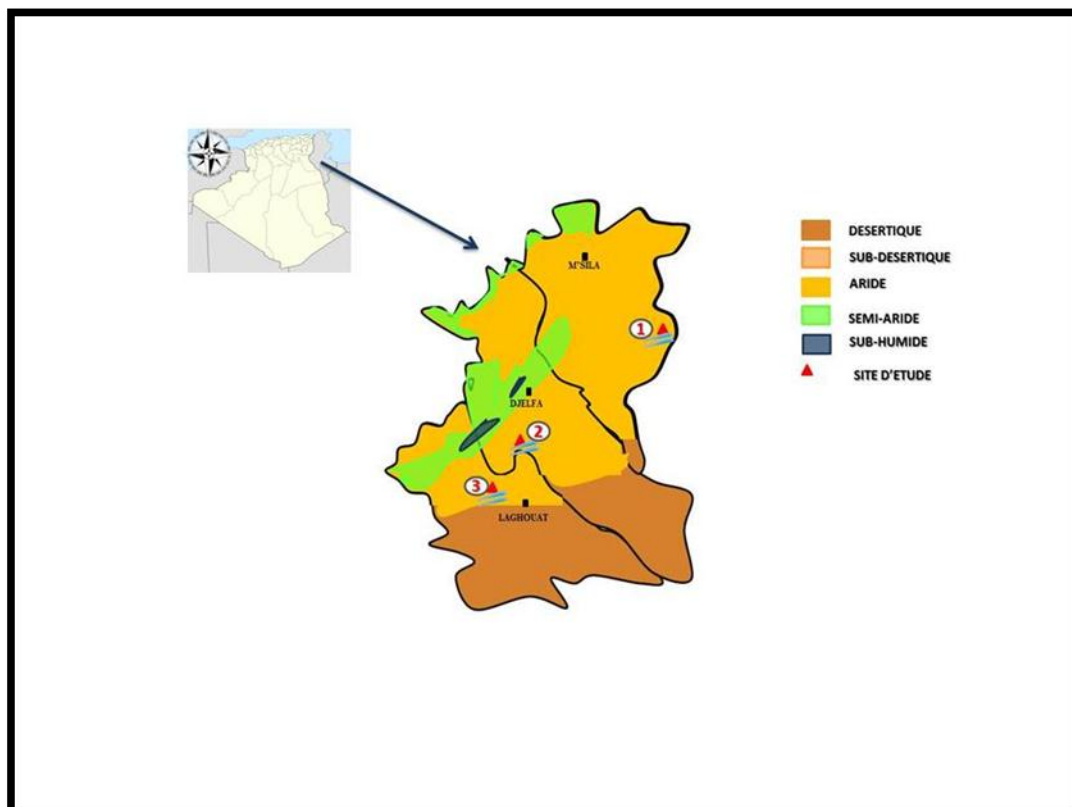 M'SILA
1
DJELFA
2
3
LAGHOUAT
DESERTIQUE
SUB-DESERTIQUE
ARIDE
SEMI-ARIDE
SUB-HUMIDE
SITE D'ETUDE